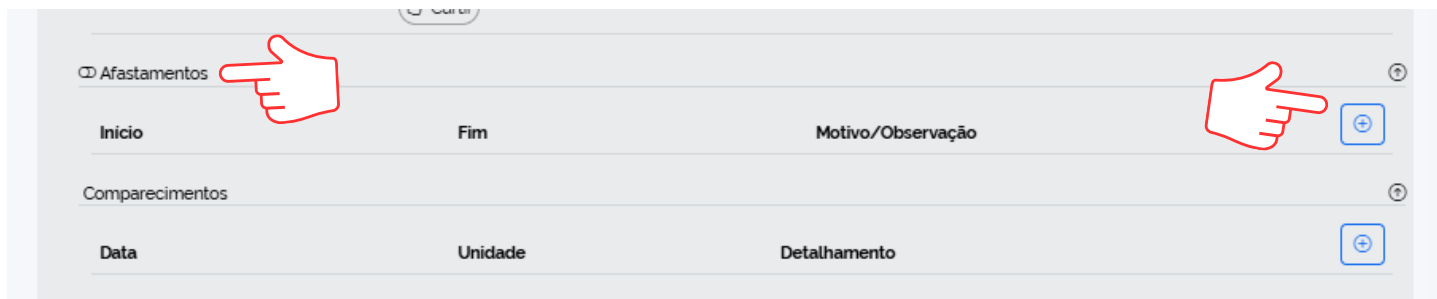 Afastamentos
Início Fim Motivo/Observação
Comparecimentos
Data Unidade Detalhamento